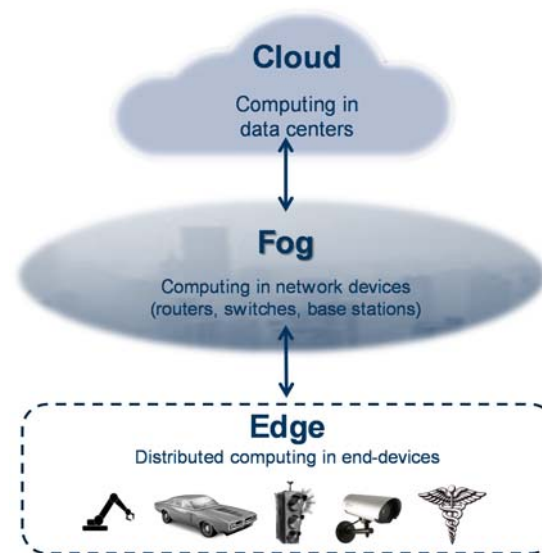 Cloud
Computing in
data centers
Fog
Computing in network devices
(routers, switches, base stations)
Edge
Distributed computing in end-devices